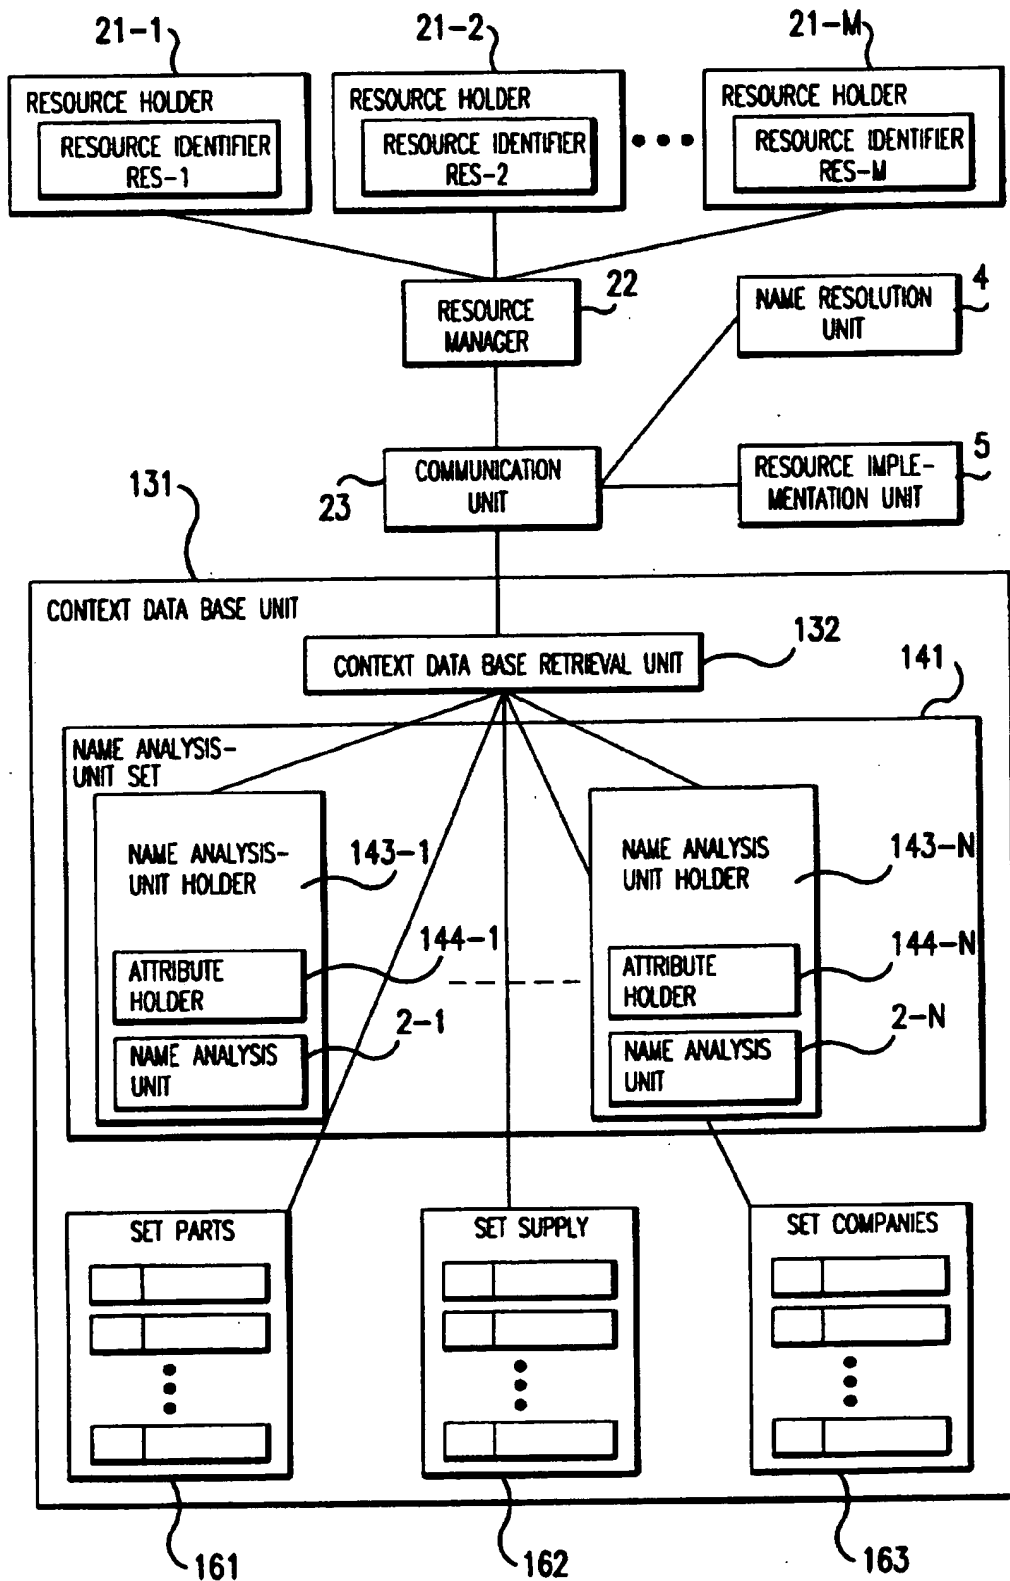 21-1
21-2
21-M
RESOURCE HOLDER
RESOURCE IDENTIFIER
RES-1
RESOURCE HOLDER
RESOURCE IDENTIFIER
RES-2
RESOURCE HOLDER
RESOURCE IDENTIFIER
RES-M
RESOURCE
MANAGER
22
NAME RESOLUTION
UNIT
4
COMMUNICATION
UNIT
23
RESOURCE IMPLE-
MENTATION UNIT
5
131
CONTEXT DATA BASE UNIT
CONTEXT DATA BASE RETRIEVAL UNIT
132
141
NAME ANALYSIS-
UNIT SET
NAME ANALYSIS-
UNIT HOLDER
143-1
ATTRIBUTE
HOLDER
144-1
NAME ANALYSIS
UNIT
2-1
NAME ANALYSIS
UNIT HOLDER
143-N
ATTRIBUTE
HOLDER
144-N
NAME ANALYSIS
UNIT
2-N
SET PARTS
SET SUPPLY
SET COMPANIES
161
162
163